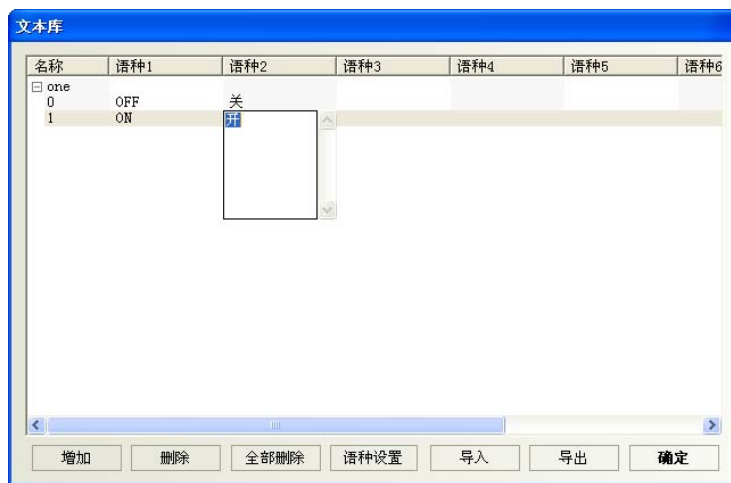 文本库
名称 语种1 语种2 语种3 语种4 语种5 语种6
one
0 OFF 关
1 ON 开
增加 删除 全部删除 语种设置 导入 导出 确定